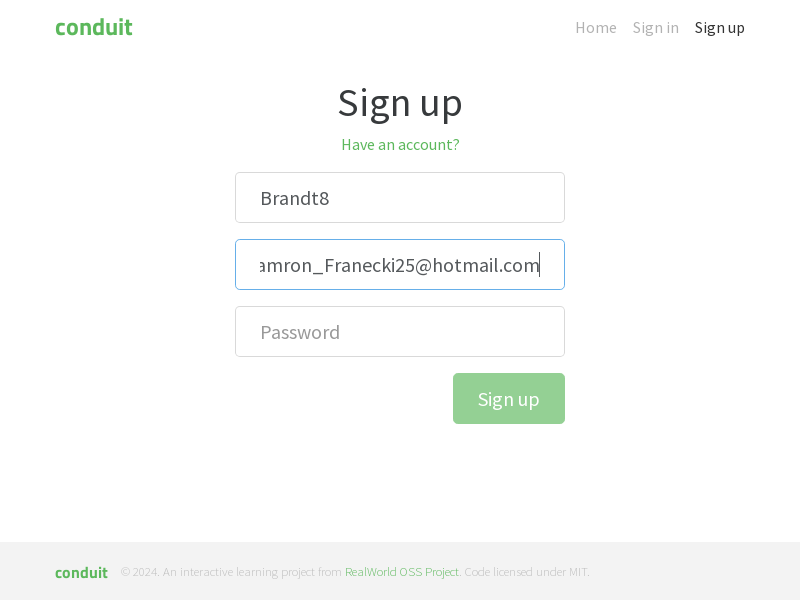 conduit
Home Sign in Sign up
Sign up
Have an account?
Brandt8
amron_Franecki25@hotmail.com
Password
Sign up
conduit © 2024. An interactive learning project from RealWorld OSS Project. Code licensed under MIT.